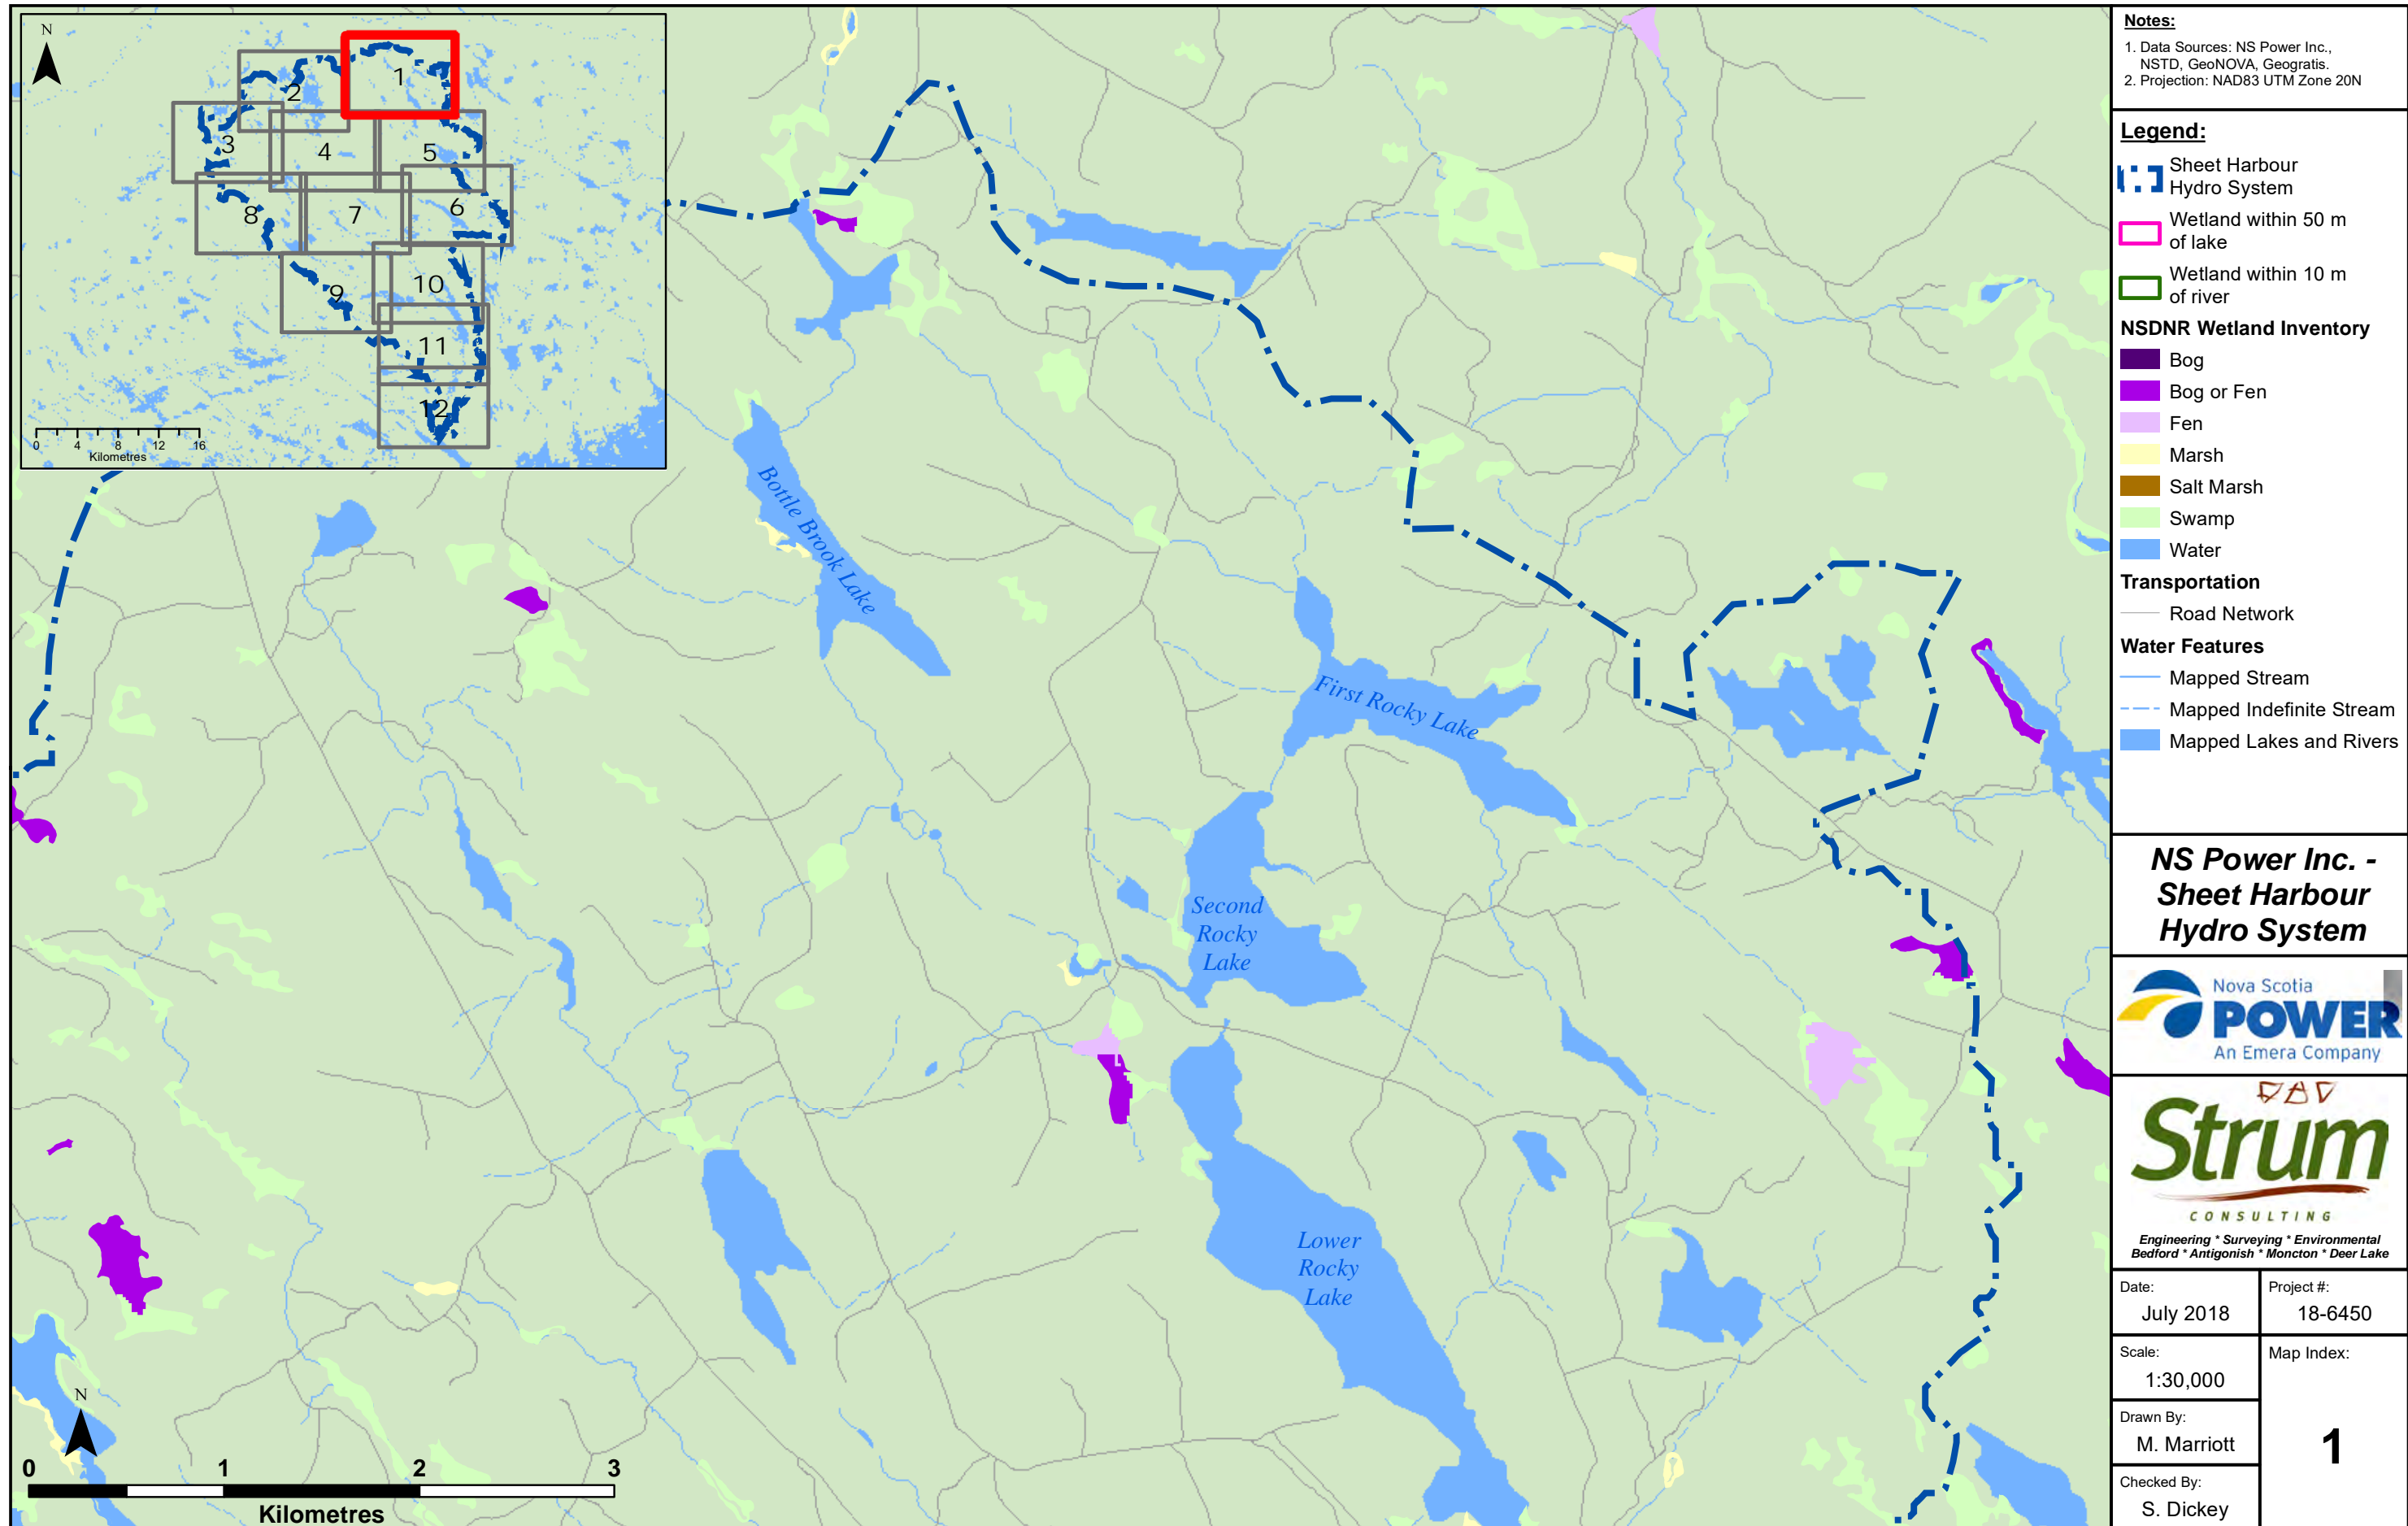 N
1
2
3
4
5
6
7
8
9
10
11
12
0 4 8 12 16
Kilometres
Bottle Brook Lake
First Rocky Lake
Second
Rocky
Lake
Lower
Rocky
Lake
N
0 1 2 3
Kilometres
Notes:
1. Data Sources: NS Power Inc.,
NSTD, GeoNOVA, Geogratis.
2. Projection: NAD83 UTM Zone 20N
Legend:
Sheet Harbour
Hydro System
Wetland within 50 m
of lake
Wetland within 10 m
of river
NSDNR Wetland Inventory
Bog
Bog or Fen
Fen
Marsh
Salt Marsh
Swamp
Water
Transportation
Road Network
Water Features
Mapped Stream
Mapped Indefinite Stream
Mapped Lakes and Rivers
NS Power Inc. -
Sheet Harbour
Hydro System
Nova Scotia
POWER
An Emera Company
Strum
CONSULTING
Engineering * Surveying * Environmental
Bedford * Antigonish * Moncton * Deer Lake
Date:
July 2018
Project #:
18-6450
Scale:
1:30,000
Map Index:
1
Drawn By:
M. Marriott
Checked By:
S. Dickey